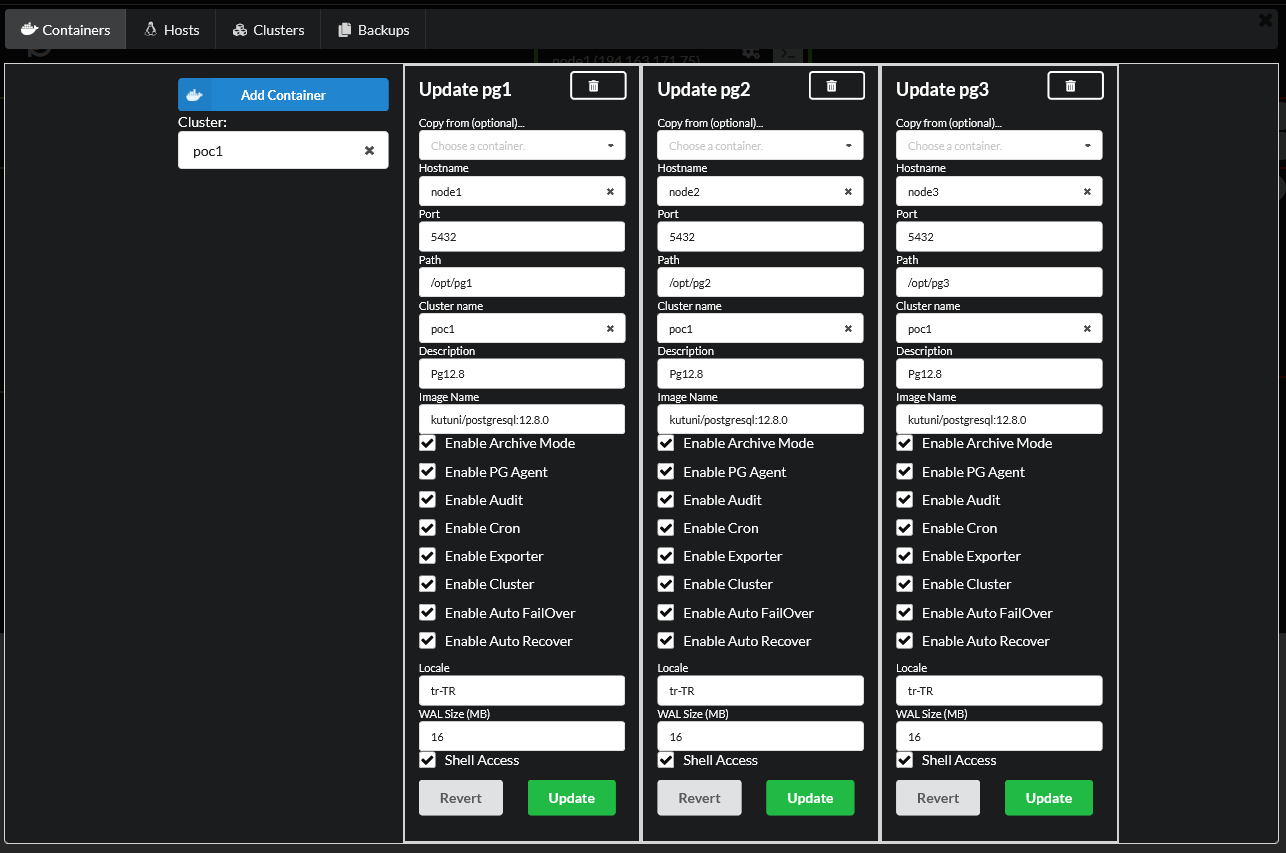 Containers
Hosts
Clusters
Backups
node1 (194.163.171.75)
Add Container
Cluster:
poc1
Update pg1
Copy from (optional)...
Choose a container.
Hostname
node1
Port
5432
Path
/opt/pg1
Cluster name
poc1
Description
Pg12.8
Image Name
kutuni/postgresql:12.8.0
Enable Archive Mode
Enable PG Agent
Enable Audit
Enable Cron
Enable Exporter
Enable Cluster
Enable Auto FailOver
Enable Auto Recover
Locale
tr-TR
WAL Size (MB)
16
Shell Access
Revert
Update
Update pg2
Copy from (optional)...
Choose a container.
Hostname
node2
Port
5432
Path
/opt/pg2
Cluster name
poc1
Description
Pg12.8
Image Name
kutuni/postgresql:12.8.0
Enable Archive Mode
Enable PG Agent
Enable Audit
Enable Cron
Enable Exporter
Enable Cluster
Enable Auto FailOver
Enable Auto Recover
Locale
tr-TR
WAL Size (MB)
16
Shell Access
Revert
Update
Update pg3
Copy from (optional)...
Choose a container.
Hostname
node3
Port
5432
Path
/opt/pg3
Cluster name
poc1
Description
Pg12.8
Image Name
kutuni/postgresql:12.8.0
Enable Archive Mode
Enable PG Agent
Enable Audit
Enable Cron
Enable Exporter
Enable Cluster
Enable Auto FailOver
Enable Auto Recover
Locale
tr-TR
WAL Size (MB)
16
Shell Access
Revert
Update